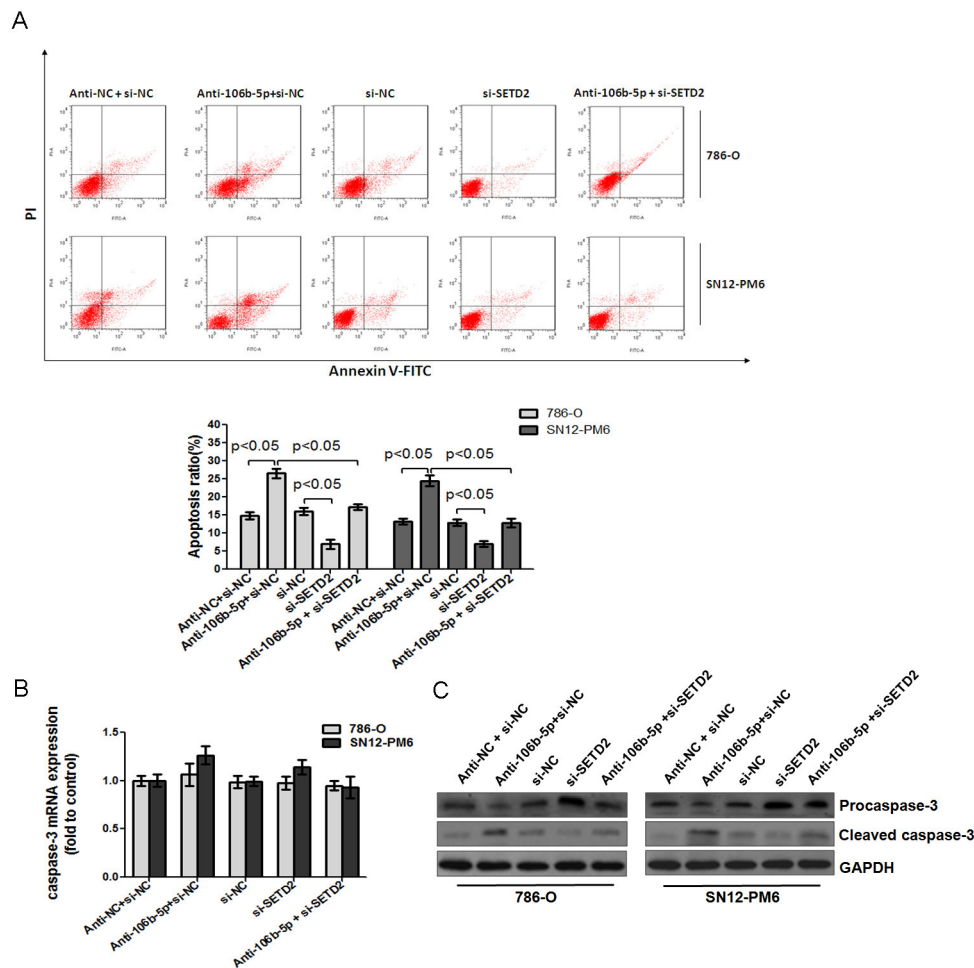 A
Anti-NC + si-NC
Anti-106b-5p+si-NC
si-NC
si-SETD2
Anti-106b-5p + si-SETD2
786-O
SN12-PM6
PI
Annexin V-FITC
786-O
SN12-PM6
Apoptosis ratio(%)
40
35
30
25
20
15
10
5
0
p<0.05
p<0.05
p<0.05
p<0.05
p<0.05
p<0.05
Anti-NC+si-NC
Anti-106b-5p+si-NC
si-NC
si-SETD2
Anti-106b-5p + si-SETD2
Anti-NC+si-NC
Anti-106b-5p+si-NC
si-NC
si-SETD2
Anti-106b-5p + si-SETD2
B
caspase-3 mRNA expression
(fold to control)
1.5
1.0
0.5
0.0
786-O
SN12-PM6
Anti-NC+si-NC
Anti-106b-5p+si-NC
si-NC
si-SETD2
Anti-106b-5p + si-SETD2
C
Anti-NC + si-NC
Anti-106b-5p+si-NC
si-NC
si-SETD2
Anti-106b-5p +si-SETD2
Anti-NC + si-NC
Anti-106b-5p+si-NC
si-NC
si-SETD2
Anti-106b-5p +si-SETD2
Procaspase-3
Cleaved caspase-3
GAPDH
786-O
SN12-PM6